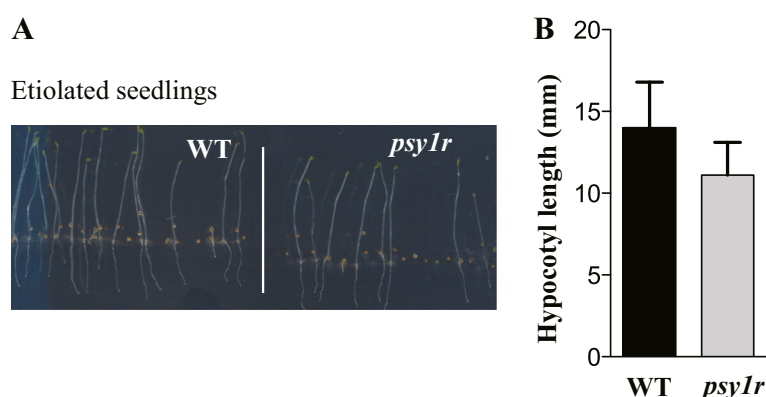 A
Etiolated seedlings
WT
psy1r
B
Hypocotyl length (mm)
20
15
10
5
0
WT
psy1r